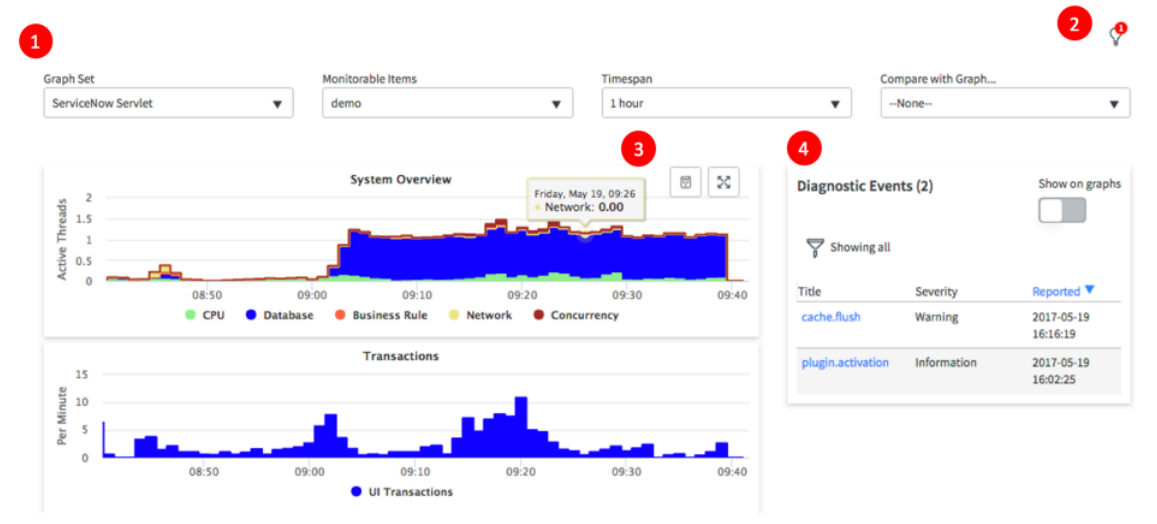 1
2
1
Graph Set
Monitorable Items
Timespan
Compare with Graph...
ServiceNow Servlet
demo
1 hour
--None--
3
4
System Overview
Friday, May 19, 09:26
Network: 0.00
Active Threads
2
1.5
1
0.5
0
08:50 09:00 09:10 09:20 09:30 09:40
CPU Database Business Rule Network Concurrency
Transactions
Per Minute
15
10
5
0
08:50 09:00 09:10 09:20 09:30 09:40
UI Transactions
Diagnostic Events (2)
Show on graphs
Showing all
Title Severity Reported
cache.flush Warning 2017-05-19
16:16:19
plugin.activation Information 2017-05-19
16:02:25